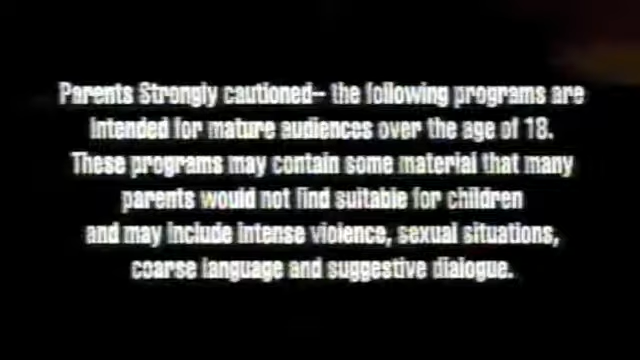 Parents Strongly cautioned– the following programs are
intended for mature audiences over the age of 18.
These programs may contain some material that many
parents would not find suitable for children
and may include intense violence, sexual situations,
coarse language and suggestive dialogue.